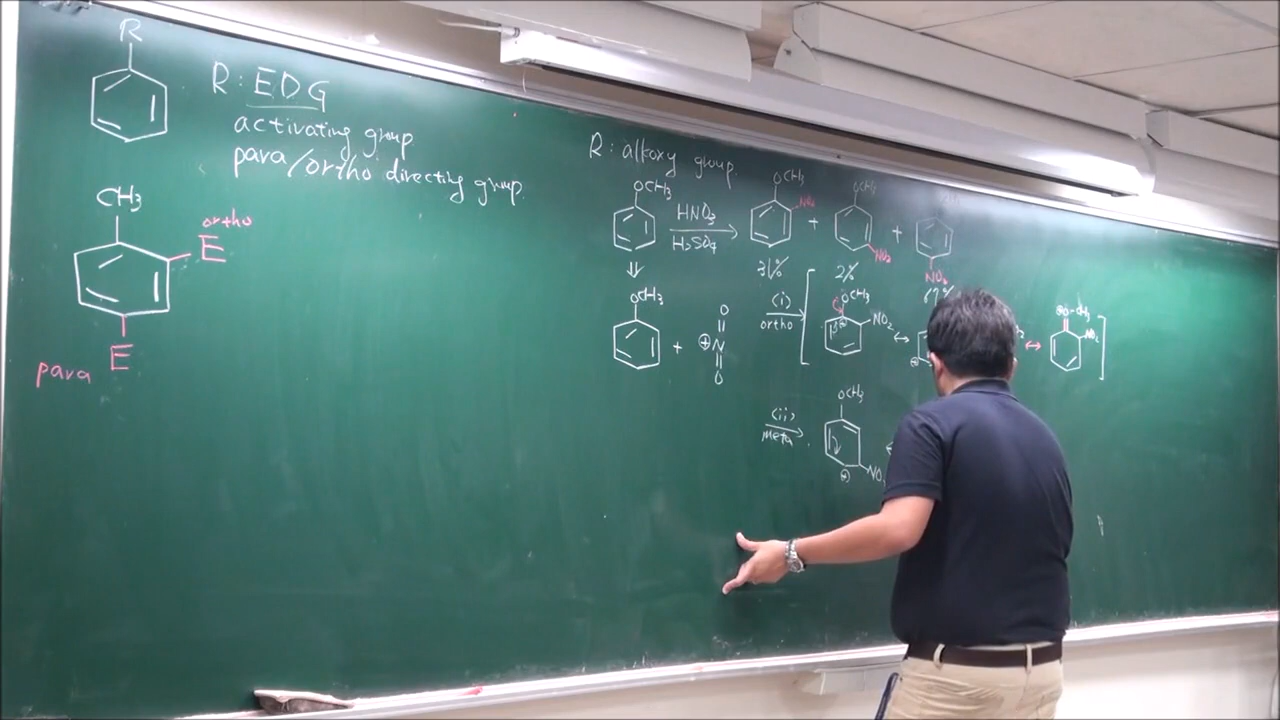 R
R: EDG
activating group
para/ortho directing group
CH3
ortho
E
E
para
R: alkoxy group
OCH3
HNO3
H2SO4
OCH3
NO2
+
OCH3
NO2
+
NO2
31%
2%
OCH3
+
⊕N
O
O
(i)
ortho
OCH3
⊕
NO2
↔
⊕
↔
⊕O-CH3
NO2
(ii)
meta
OCH3
⊕
NO2